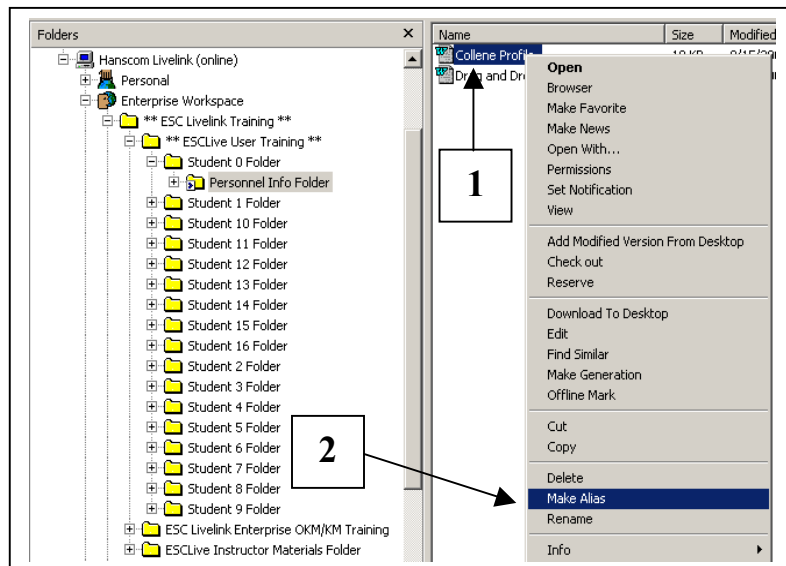 Folders
Hanscom Livelink (online)
Personal
Enterprise Workspace
** ESC Livelink Training **
** ESCLive User Training **
Student 0 Folder
Personnel Info Folder
Student 1 Folder
Student 10 Folder
Student 11 Folder
Student 12 Folder
Student 13 Folder
Student 14 Folder
Student 15 Folder
Student 16 Folder
Student 2 Folder
Student 3 Folder
Student 4 Folder
Student 5 Folder
Student 6 Folder
Student 7 Folder
Student 8 Folder
Student 9 Folder
ESC Livelink Enterprise OKM/KM Training
ESCLive Instructor Materials Folder
Name Size Modified
Collene Profile
Drag and
1
2
Open
Browser
Make Favorite
Make News
Open With...
Permissions
Set Notification
View
Add Modified Version From Desktop
Check out
Reserve
Download To Desktop
Edit
Find Similar
Make Generation
Offline Mark
Cut
Copy
Delete
Make Alias
Rename
Info